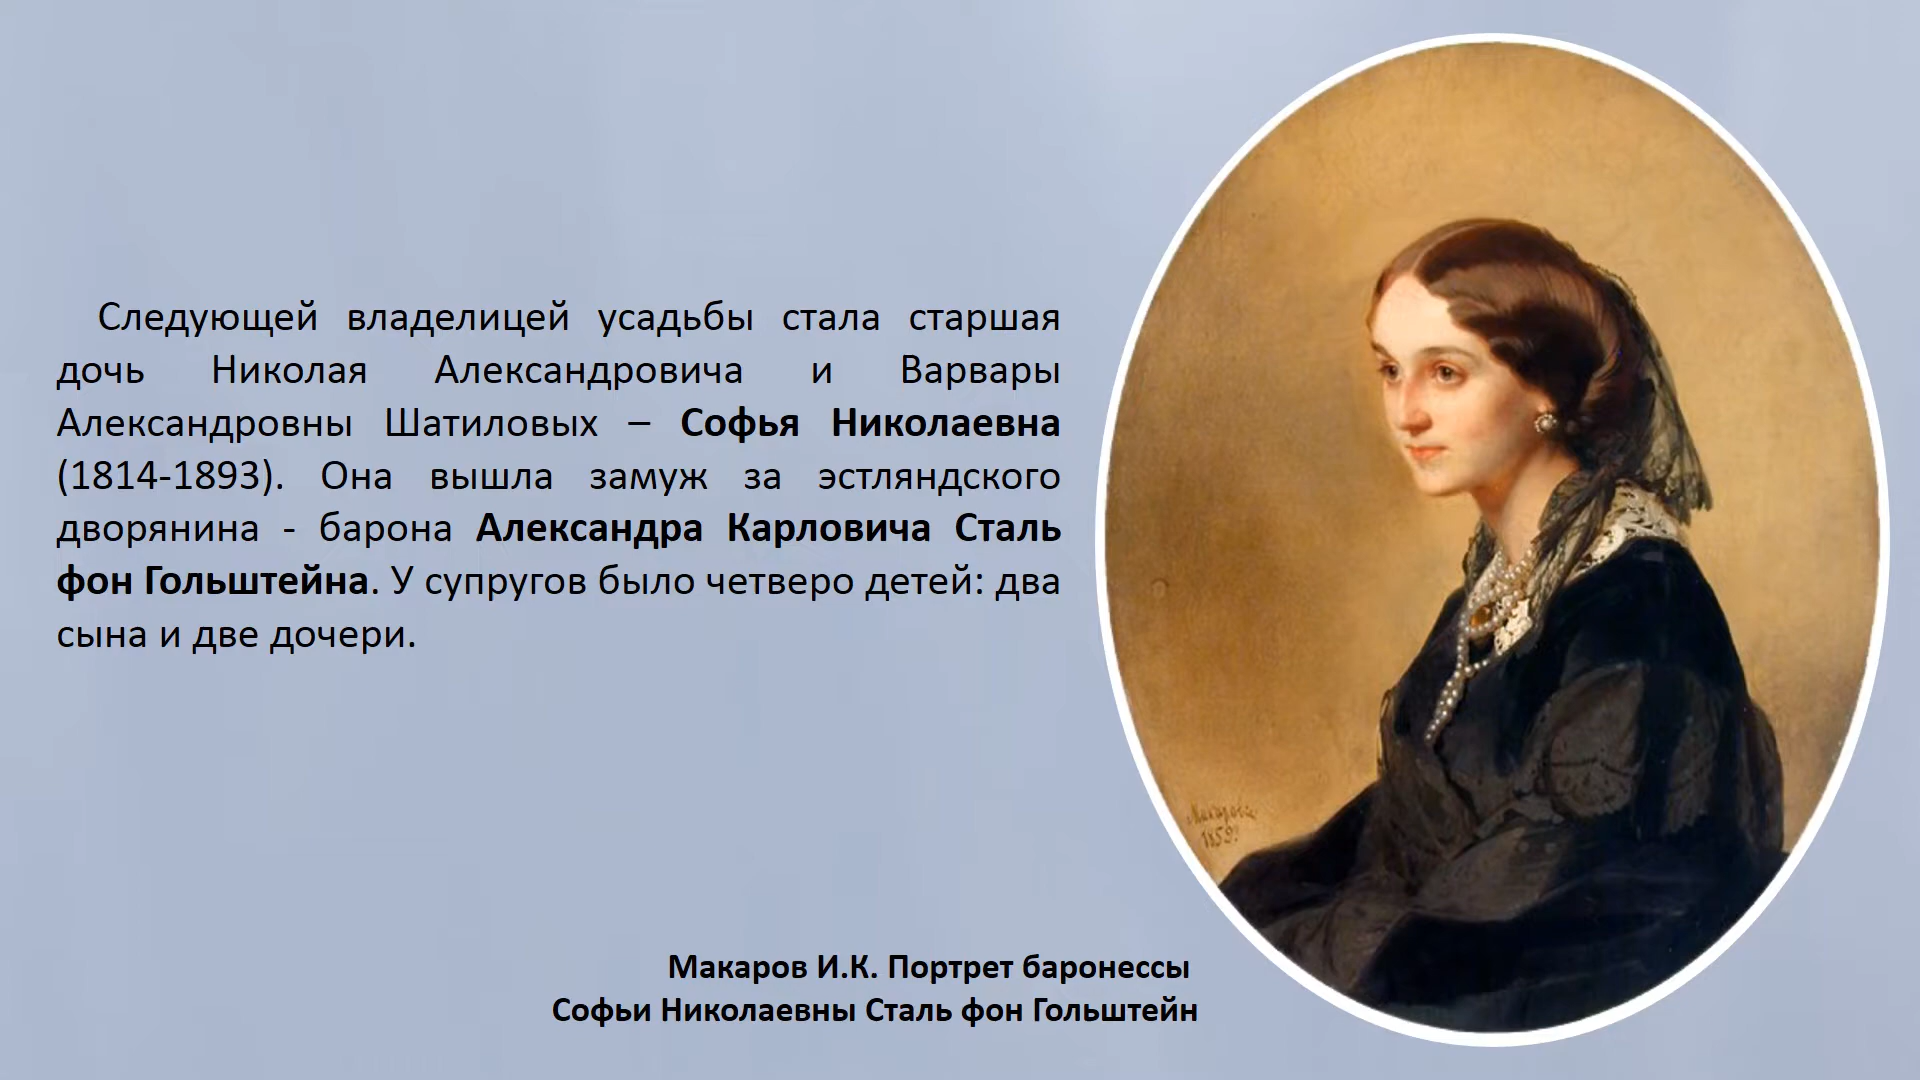 Следующей владелицей усадьбы стала старшая
дочь Николая Александровича и Варвары
Александровны Шатиловых – Софья Николаевна
(1814-1893). Она вышла замуж за эстляндского
дворянина - барона Александра Карловича Сталь
фон Гольштейна. У супругов было четверо детей: два
сына и две дочери.
1859
Макаров И.К. Портрет баронессы
Софьи Николаевны Сталь фон Гольштейн